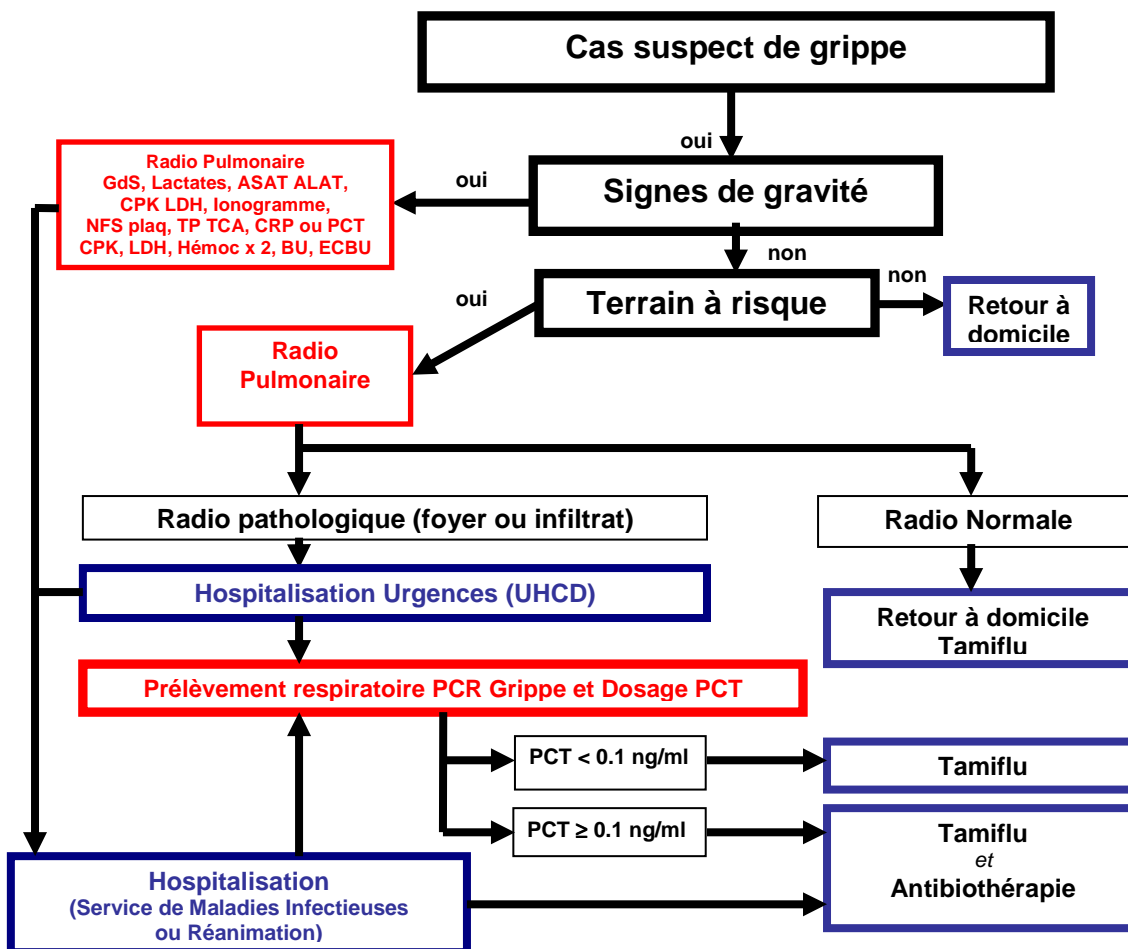 Cas suspect de grippe
oui
Radio Pulmonaire
GdS, Lactates, ASAT ALAT,
CPK LDH, Ionogramme,
NFS plaq, TP TCA, CRP ou PCT
CPK, LDH, Hémoc x 2, BU, ECBU
oui
Signes de gravité
non
oui
Terrain à risque
non
Retour à
domicile
Radio
Pulmonaire
Radio pathologique (foyer ou infiltrat)
Radio Normale
Hospitalisation Urgences (UHCD)
Retour à domicile
Tamiflu
Prélèvement respiratoire PCR Grippe et Dosage PCT
PCT < 0.1 ng/ml
Tamiflu
PCT ≥ 0.1 ng/ml
Tamiflu
et
Antibiothérapie
Hospitalisation
(Service de Maladies Infectieuses
ou Réanimation)